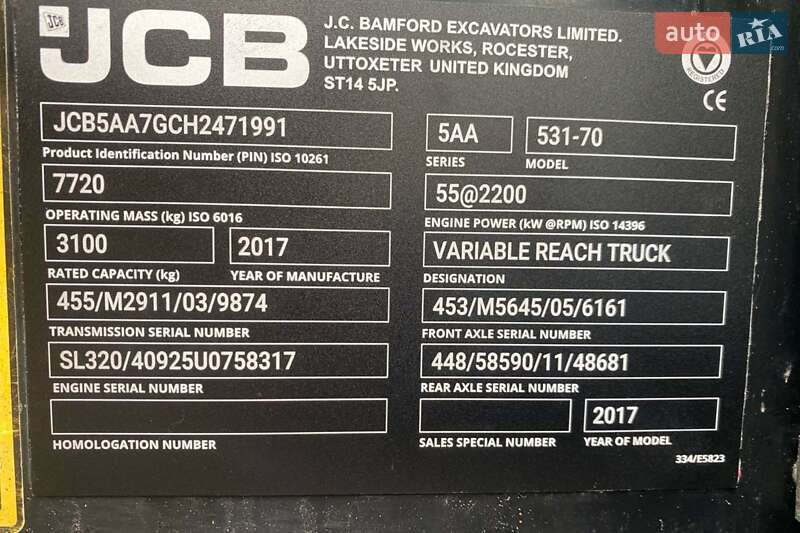 JCB
JCB
J.C. BAMFORD EXCAVATORS LIMITED.
LAKESIDE WORKS, ROCESTER,
UTTOXETER UNITED KINGDOM
ST14 5JP.
auto RIA .com
REGISTERED
CE
JCB5AA7GCH2471991
Product Identification Number (PIN) ISO 10261
5AA
SERIES
531-70
MODEL
7720
OPERATING MASS (kg) ISO 6016
55@2200
ENGINE POWER (kW @RPM) ISO 14396
3100
RATED CAPACITY (kg)
2017
YEAR OF MANUFACTURE
VARIABLE REACH TRUCK
DESIGNATION
455/M2911/03/9874
TRANSMISSION SERIAL NUMBER
453/M5645/05/6161
FRONT AXLE SERIAL NUMBER
SL320/40925U0758317
ENGINE SERIAL NUMBER
448/58590/11/48681
REAR AXLE SERIAL NUMBER
HOMOLOGATION NUMBER
SALES SPECIAL NUMBER
2017
YEAR OF MODEL
334/E5823